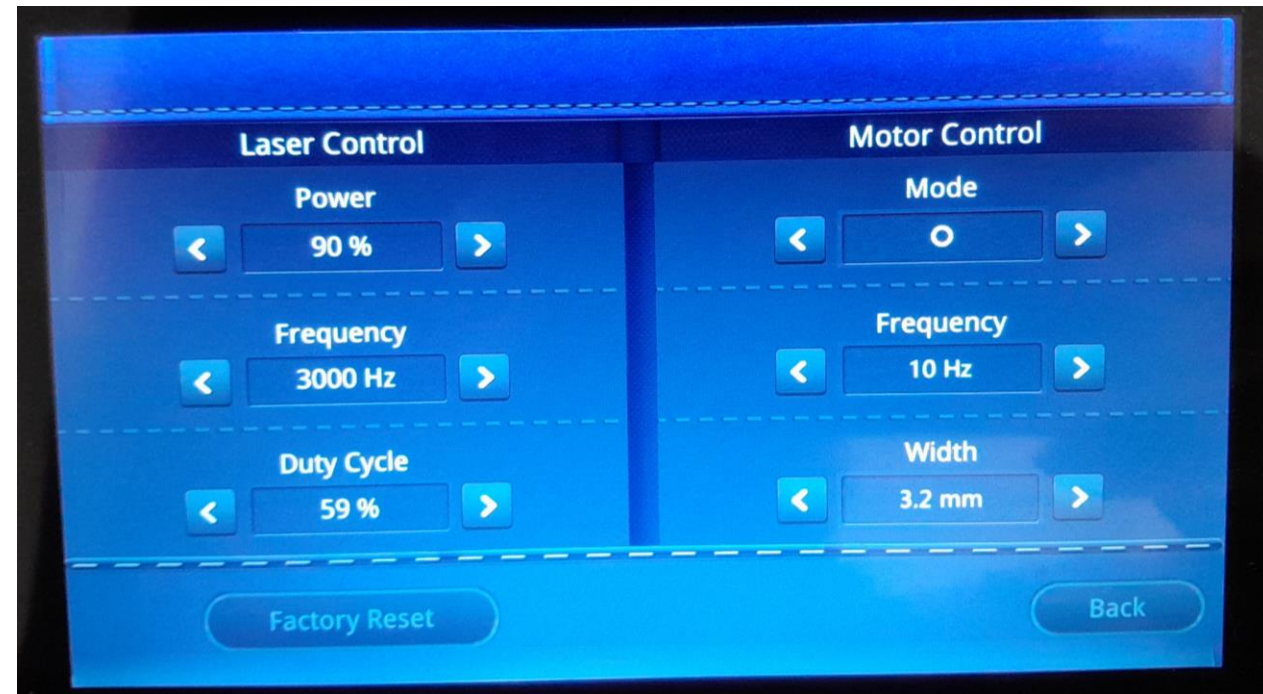 Laser Control
Power
90 %
Frequency
3000 Hz
Duty Cycle
59 %
Motor Control
Mode
O
Frequency
10 Hz
Width
3.2 mm
Factory Reset
Back